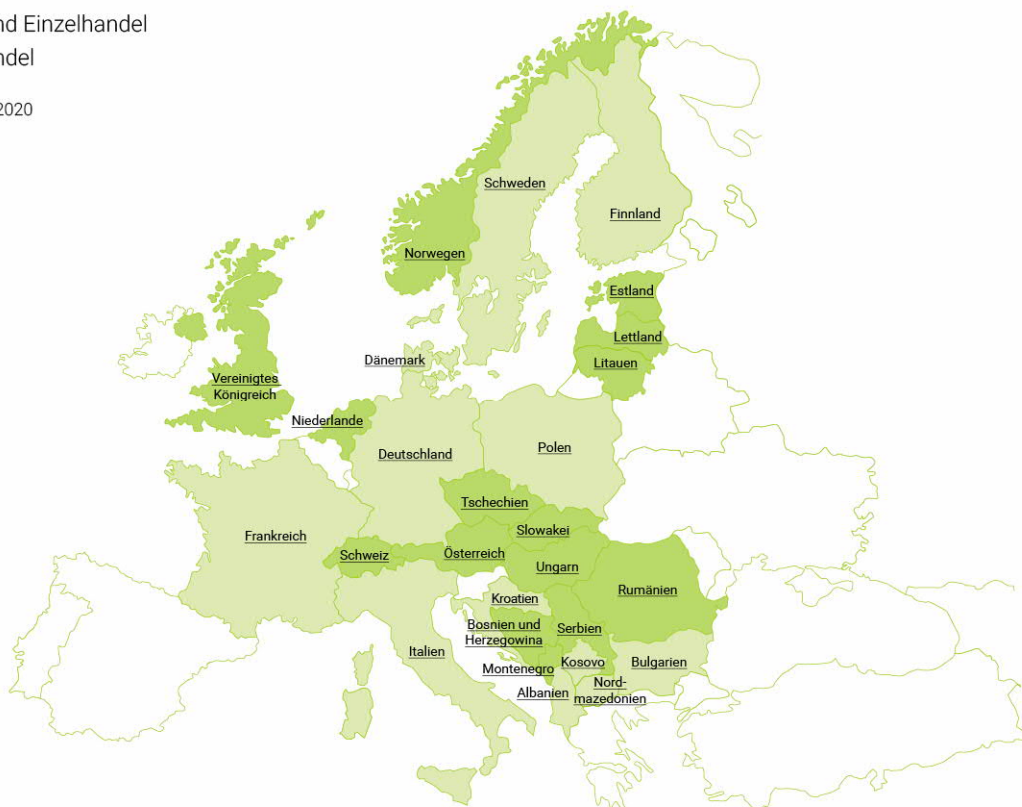 nd Einzelhandel
ndel
2020
Schweden
Finnland
Norwegen
Estland
Lettland
Dänemark
Litauen
Vereinigtes
Königreich
Niederlande
Deutschland
Polen
Tschechien
Slowakei
Frankreich
Schweiz
Österreich
Ungarn
Rumänien
Kroatien
Bosnien und
Herzegowina
Serbien
Italien
Montenegro
Kosovo
Bulgarien
Albanien
Nord-
mazedonien